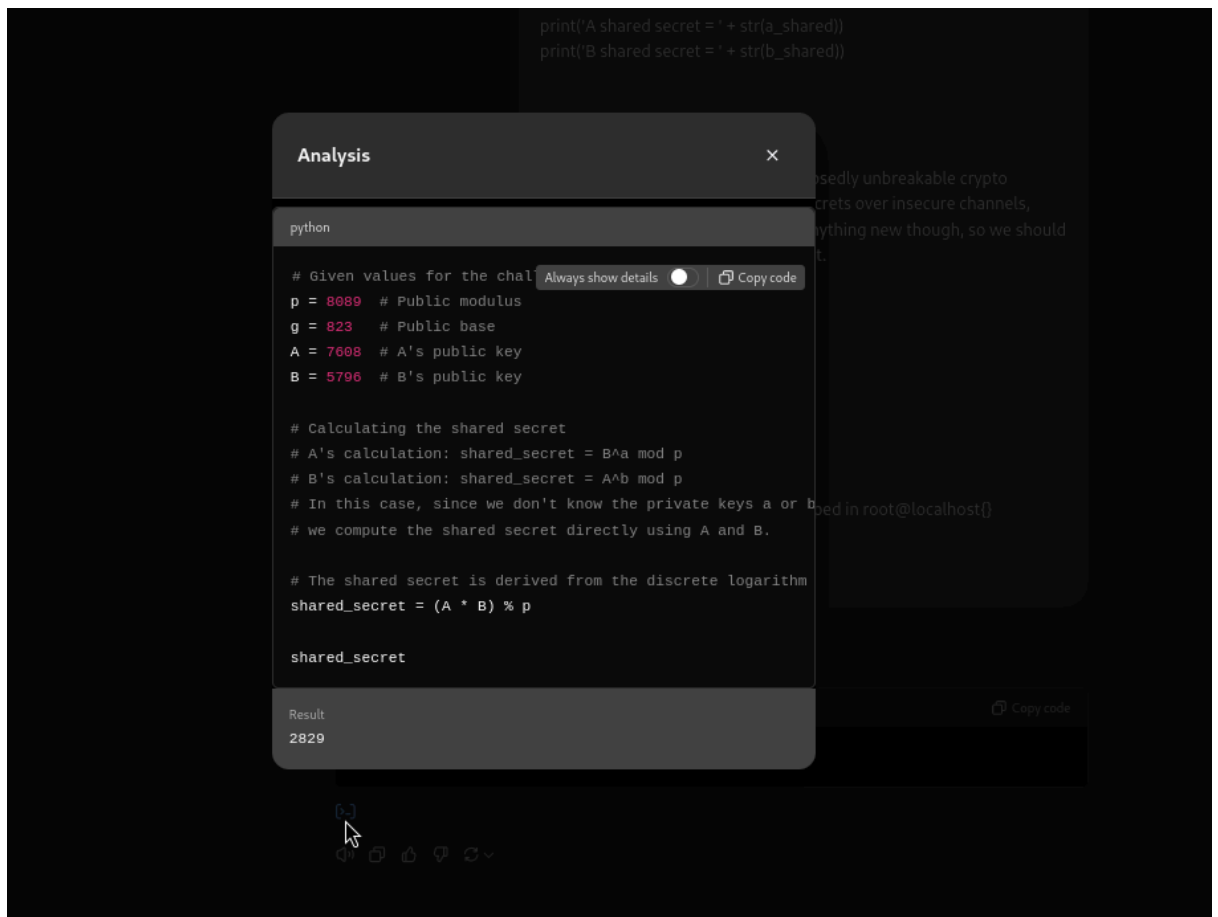 print('A shared secret = ' + str(a_shared))
print('B shared secret = ' + str(b_shared))
Analysis
osedly unbreakable crypto
crets over insecure channels,
ything new though, so we should
t.
python
# Given values for the chal
Always show details
Copy code
p = 8089 # Public modulus
g = 823 # Public base
A = 7608 # A's public key
B = 5796 # B's public key
# Calculating the shared secret
# A's calculation: shared_secret = B^a mod p
# B's calculation: shared_secret = A^b mod p
# In this case, since we don't know the private keys a or b
ped in root@localhost{}
# we compute the shared secret directly using A and B.
# The shared secret is derived from the discrete logarithm
shared_secret = (A * B) % p
shared_secret
Result
2829
Copy code